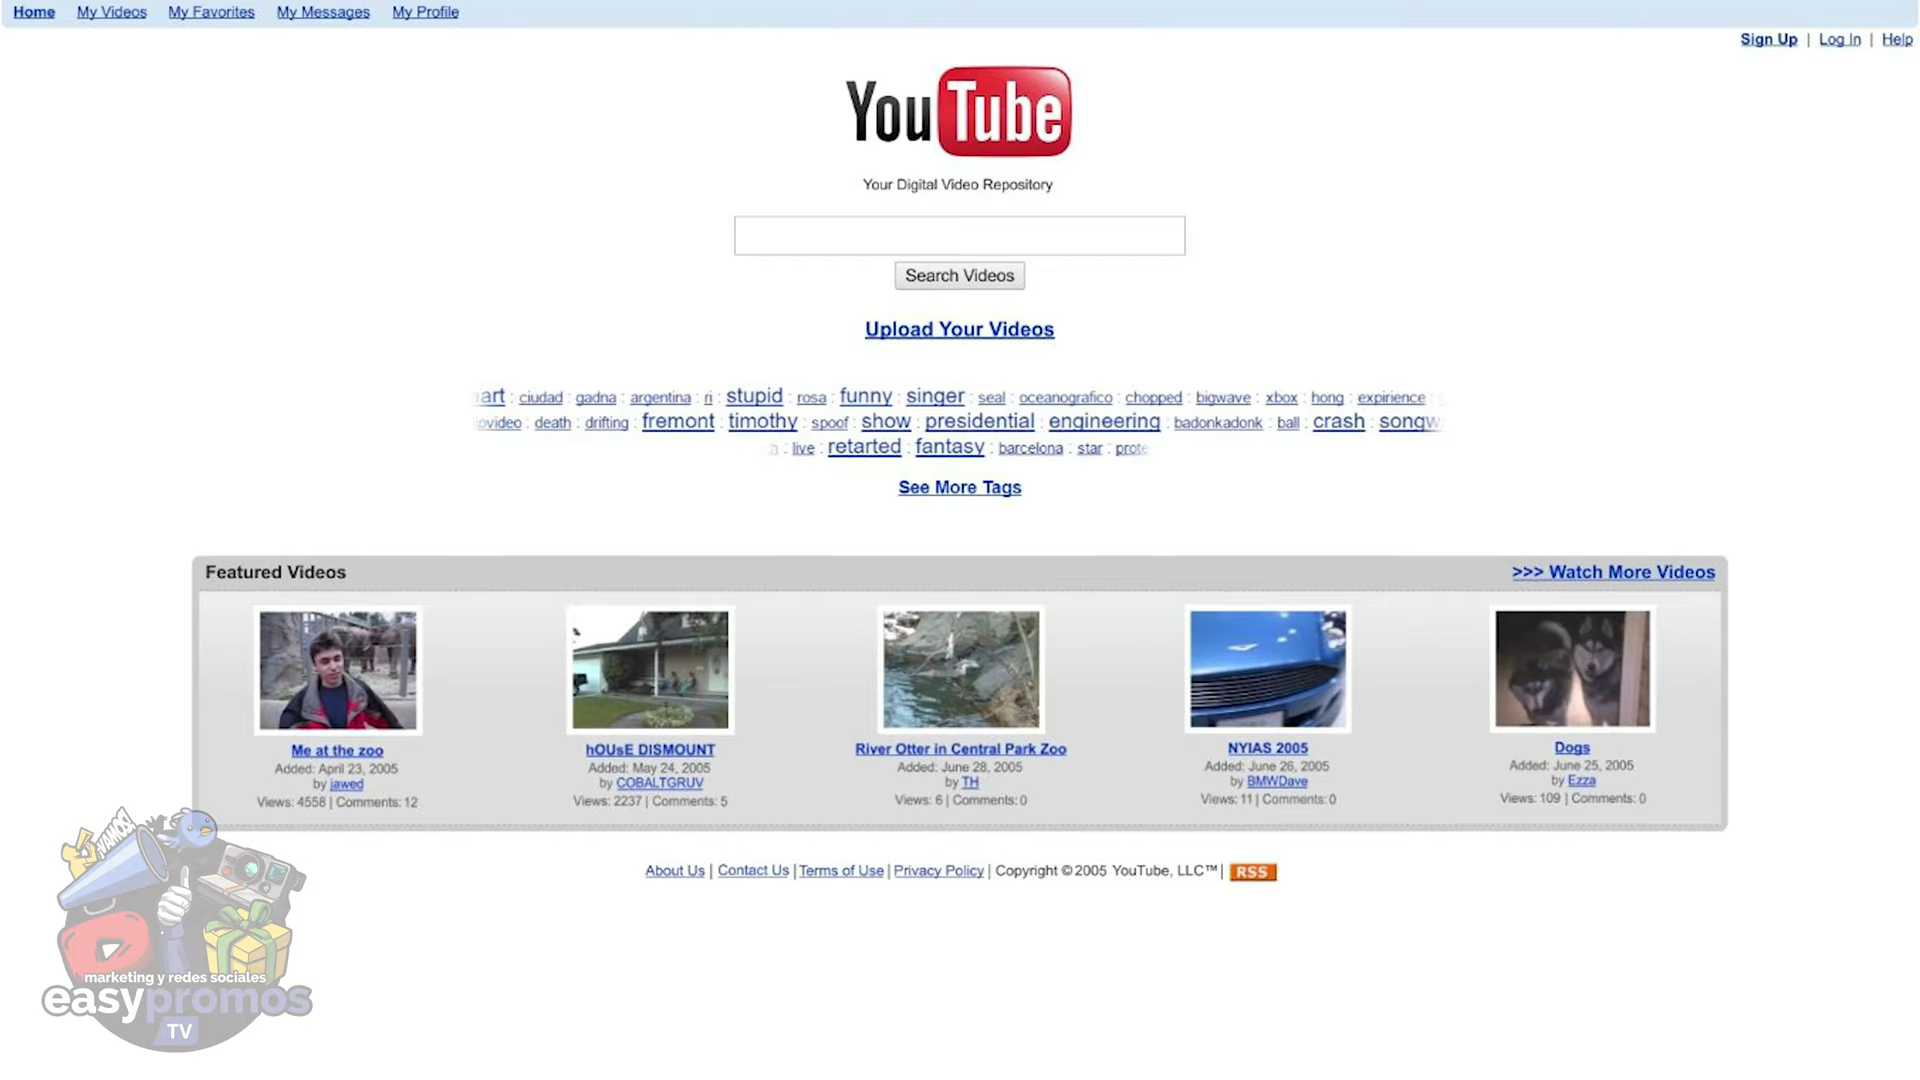 Home My Videos My Favorites My Messages My Profile
Sign Up | Log In | Help
YouTube
Your Digital Video Repository
Search Videos
Upload Your Videos
art : ciudad : gadna : argentina : ri : stupid : rosa : funny : singer : seal : oceanografico : chopped : bigwave : xbox : hong : expirience :
pvideo : death : drifting : fremont : timothy : spoof : show : presidential : engineering : badonkadonk : ball : crash : songw
: live : retarted : fantasy : barcelona : star : prote
See More Tags
Featured Videos >>> Watch More Videos
Me at the zoo
Added: April 23, 2005
by jawed
Views: 4558 | Comments: 12
hOUsE DISMOUNT
Added: May 24, 2005
by COBALTGRUV
Views: 2237 | Comments: 5
River Otter in Central Park Zoo
Added: June 28, 2005
by TH
Views: 6 | Comments: 0
NYIAS 2005
Added: June 26, 2005
by BMWDave
Views: 11 | Comments: 0
Dogs
Added: June 25, 2005
by Ezza
Views: 109 | Comments: 0
About Us | Contact Us | Terms of Use | Privacy Policy | Copyright © 2005 YouTube, LLC™ | RSS
¡VAMOS!
marketing y redes sociales
easypromos
TV